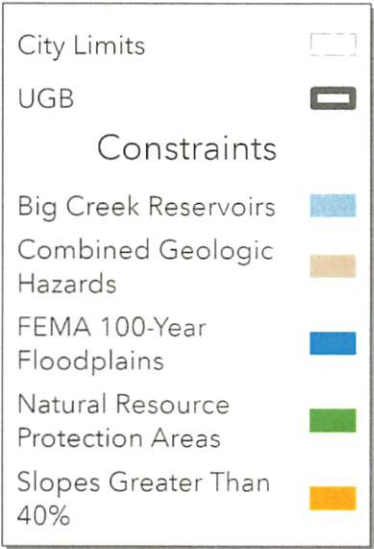 City Limits
UGB
Constraints
Big Creek Reservoirs
Combined Geologic
Hazards
FEMA 100-Year
Floodplains
Natural Resource
Protection Areas
Slopes Greater Than
40%